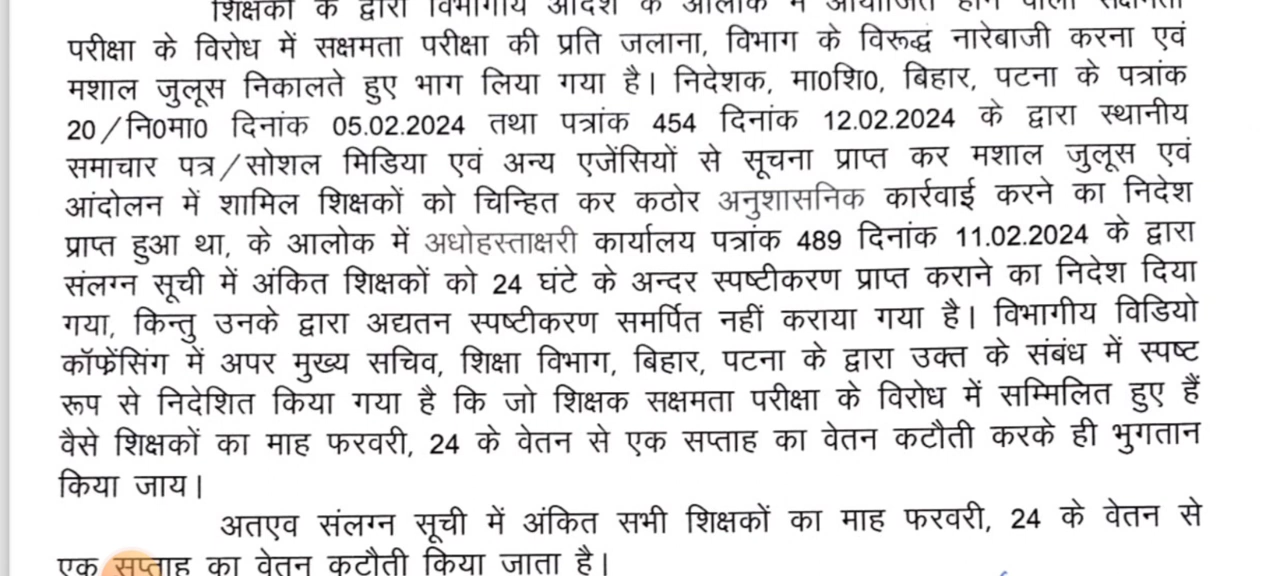 शिक्षकों के द्वारा विभागीय आदेश के आलोक में आयोजित होने वाली सक्षमता
परीक्षा के विरोध में सक्षमता परीक्षा की प्रति जलाना, विभाग के विरूद्ध नारेबाजी करना एवं
मशाल जुलूस निकालते हुए भाग लिया गया है। निदेशक, मा0शि0, बिहार, पटना के पत्रांक
20/नि0मा0 दिनांक 05.02.2024 तथा पत्रांक 454 दिनांक 12.02.2024 के द्वारा स्थानीय
समाचार पत्र/सोशल मिडिया एवं अन्य एजेंसियों से सूचना प्राप्त कर मशाल जुलूस एवं
आंदोलन में शामिल शिक्षकों को चिन्हित कर कठोर अनुशासनिक कार्रवाई करने का निदेश
प्राप्त हुआ था, के आलोक में अधोहस्ताक्षरी कार्यालय पत्रांक 489 दिनांक 11.02.2024 के द्वारा
संलग्न सूची में अंकित शिक्षकों को 24 घंटे के अन्दर स्पष्टीकरण प्राप्त कराने का निदेश दिया
गया, किन्तु उनके द्वारा अद्यतन स्पष्टीकरण समर्पित नहीं कराया गया है। विभागीय विडियो
कॉफ्रेंसिंग में अपर मुख्य सचिव, शिक्षा विभाग, बिहार, पटना के द्वारा उक्त के संबंध में स्पष्ट
रूप से निदेशित किया गया है कि जो शिक्षक सक्षमता परीक्षा के विरोध में सम्मिलित हुए हैं
वैसे शिक्षकों का माह फरवरी, 24 के वेतन से एक सप्ताह का वेतन कटौती करके ही भुगतान
किया जाय।
अतएव संलग्न सूची में अंकित सभी शिक्षकों का माह फरवरी, 24 के वेतन से
एक सप्ताह का वेतन कटौती किया जाता है।